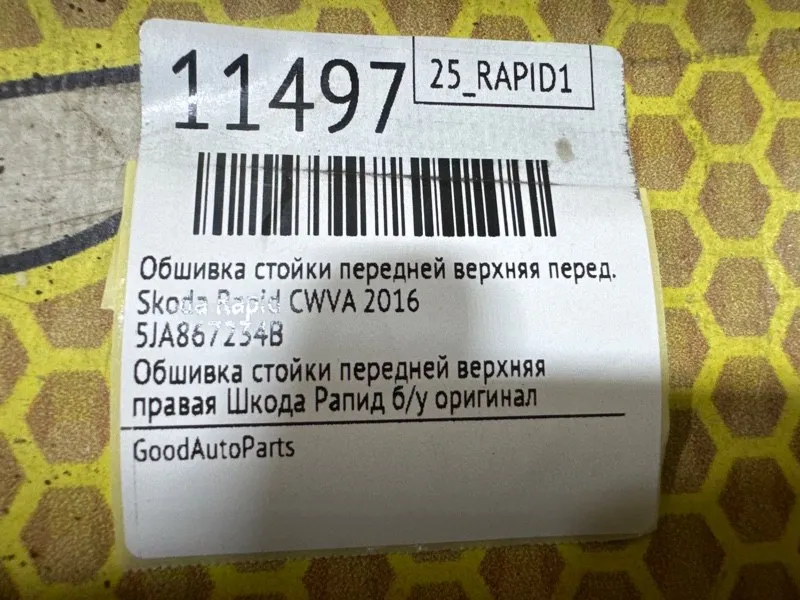 11497
25_RAPID1
Обшивка стойки передней верхняя перед.
Skoda Rapid CWVA 2016
5JA867234B
Обшивка стойки передней верхняя
правая Шкода Рапид б/у оригинал
GoodAutoParts